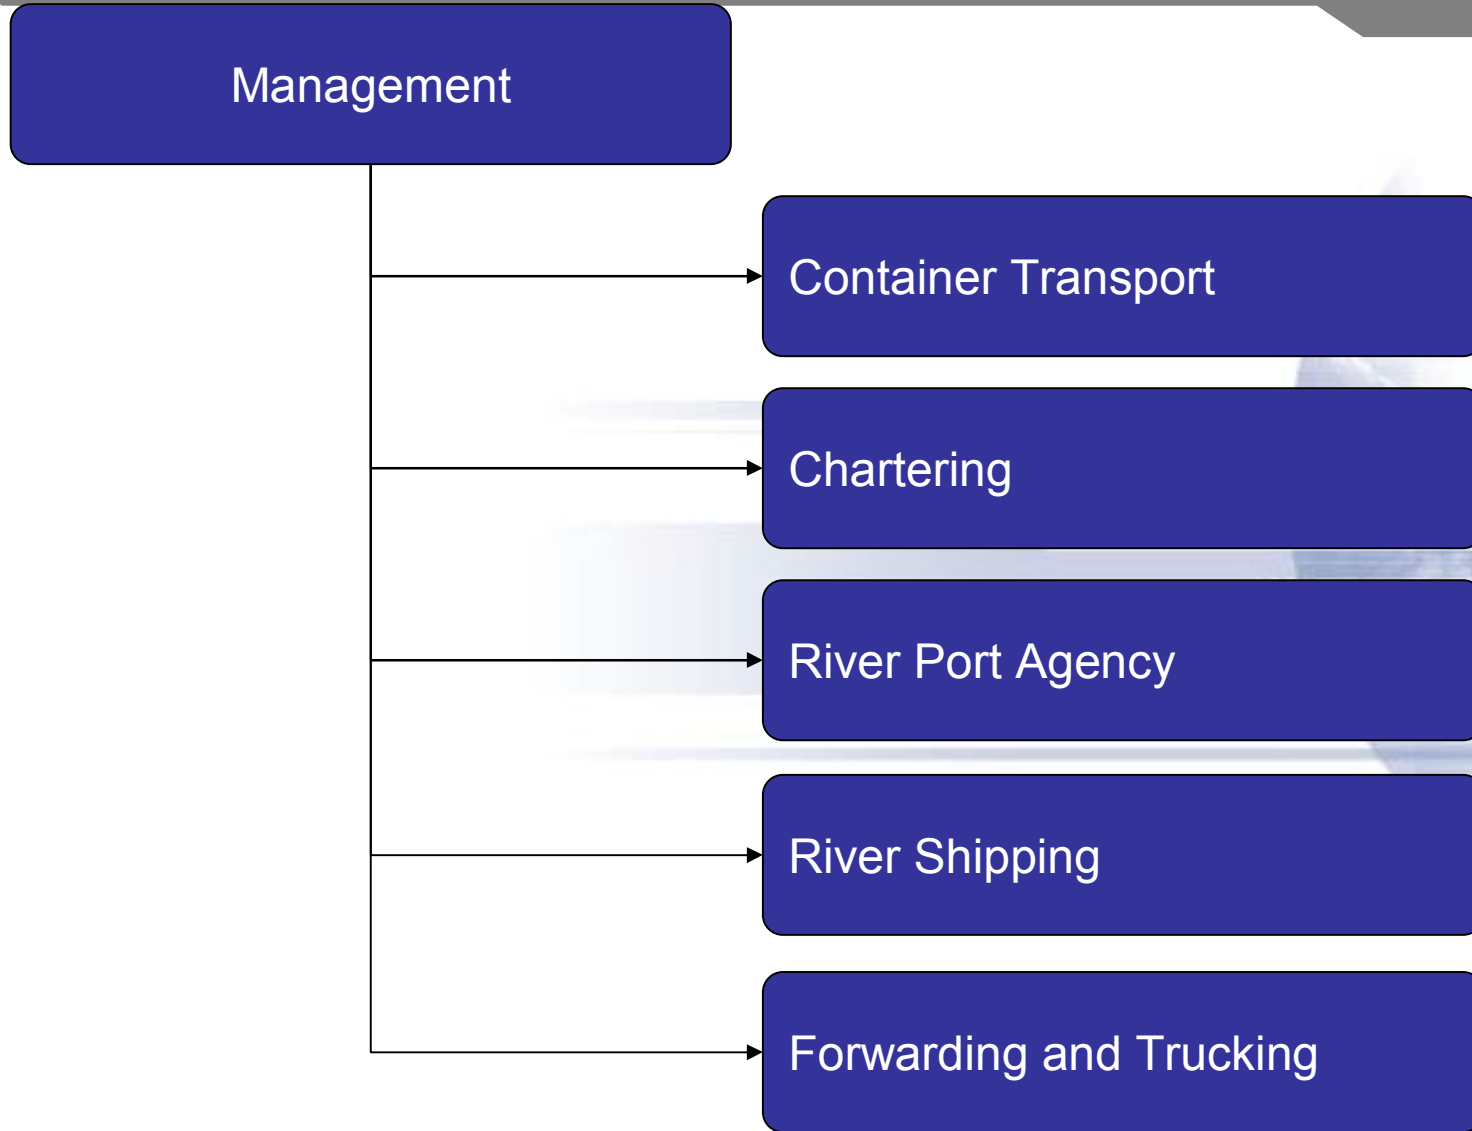 Management
Container Transport
Chartering
River Port Agency
River Shipping
Forwarding and Trucking